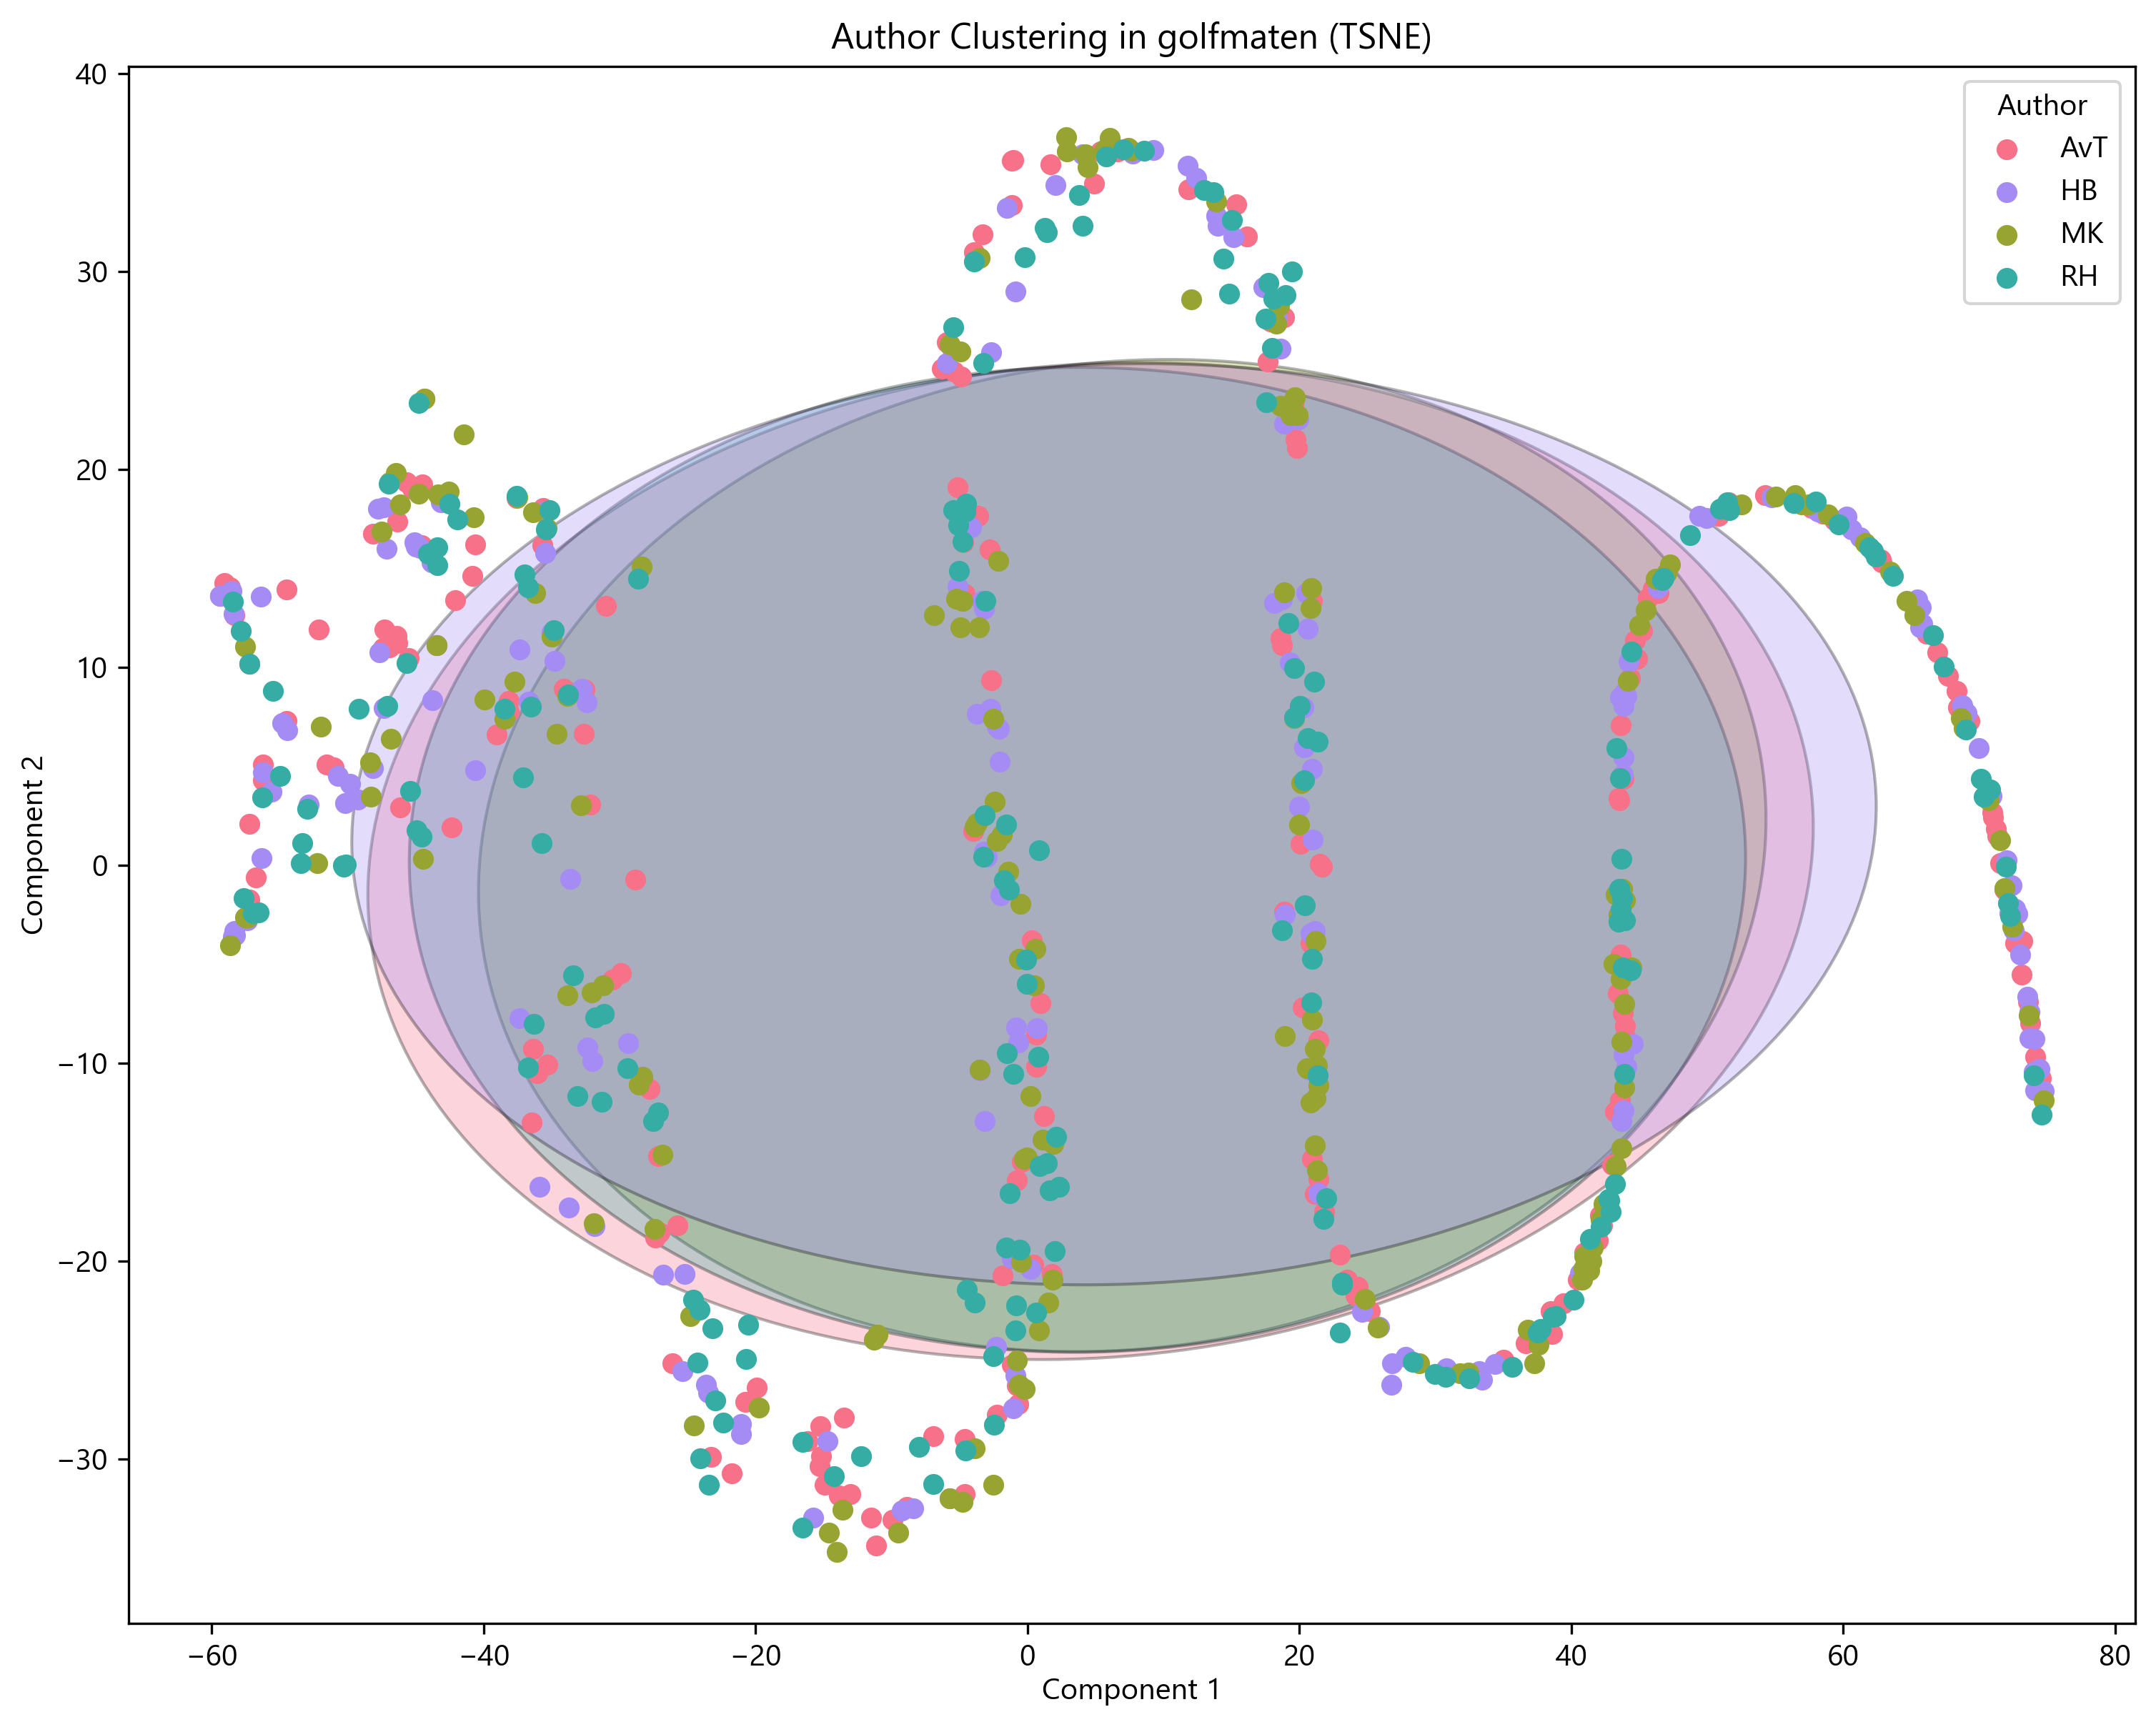 Author Clustering in golfmaten (TSNE)
Author
AvT
HB
MK
RH
Component 2
40
30
20
10
0
−10
−20
−30
−60
−40
−20
0
20
40
60
80
Component 1